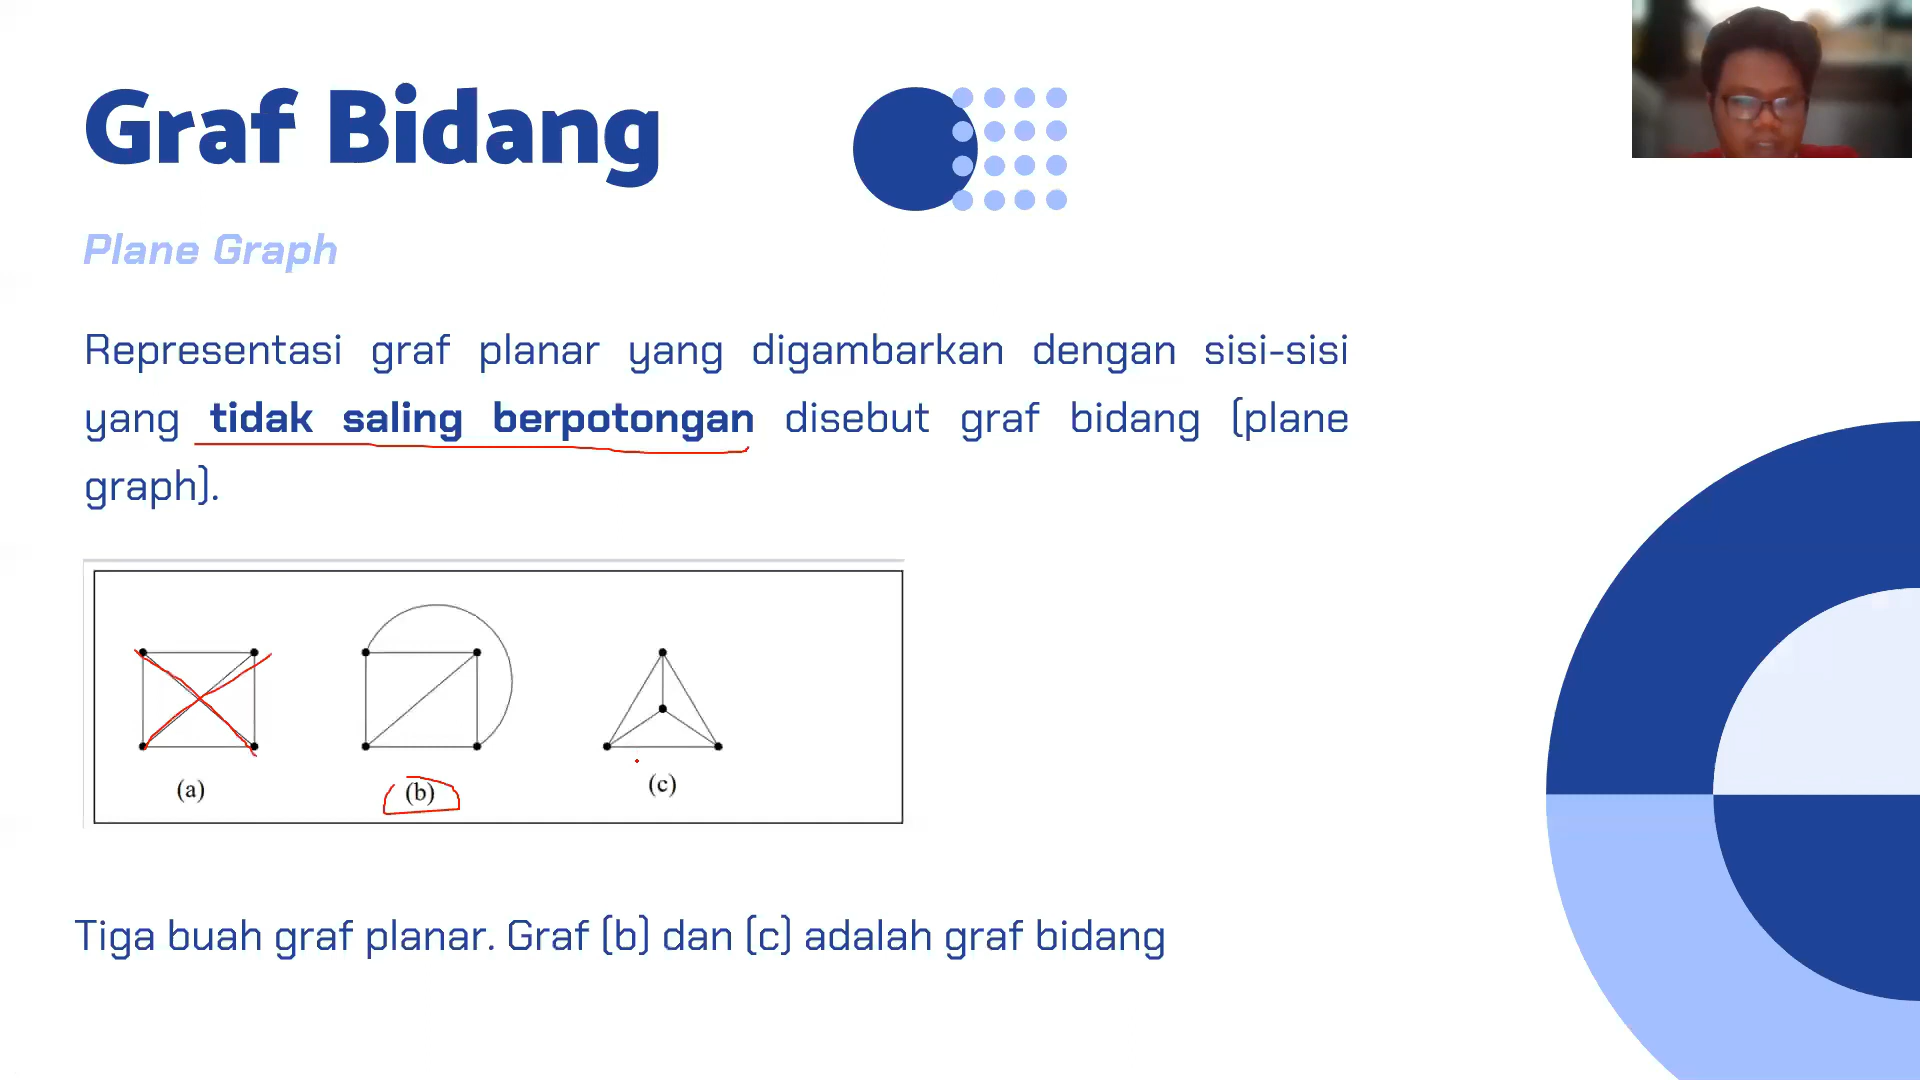 Graf Bidang
Plane Graph
Representasi graf planar yang digambarkan dengan sisi-sisi
yang tidak saling berpotongan disebut graf bidang (plane
graph).
(a)
(b)
(c)
Tiga buah graf planar. Graf (b) dan (c) adalah graf bidang